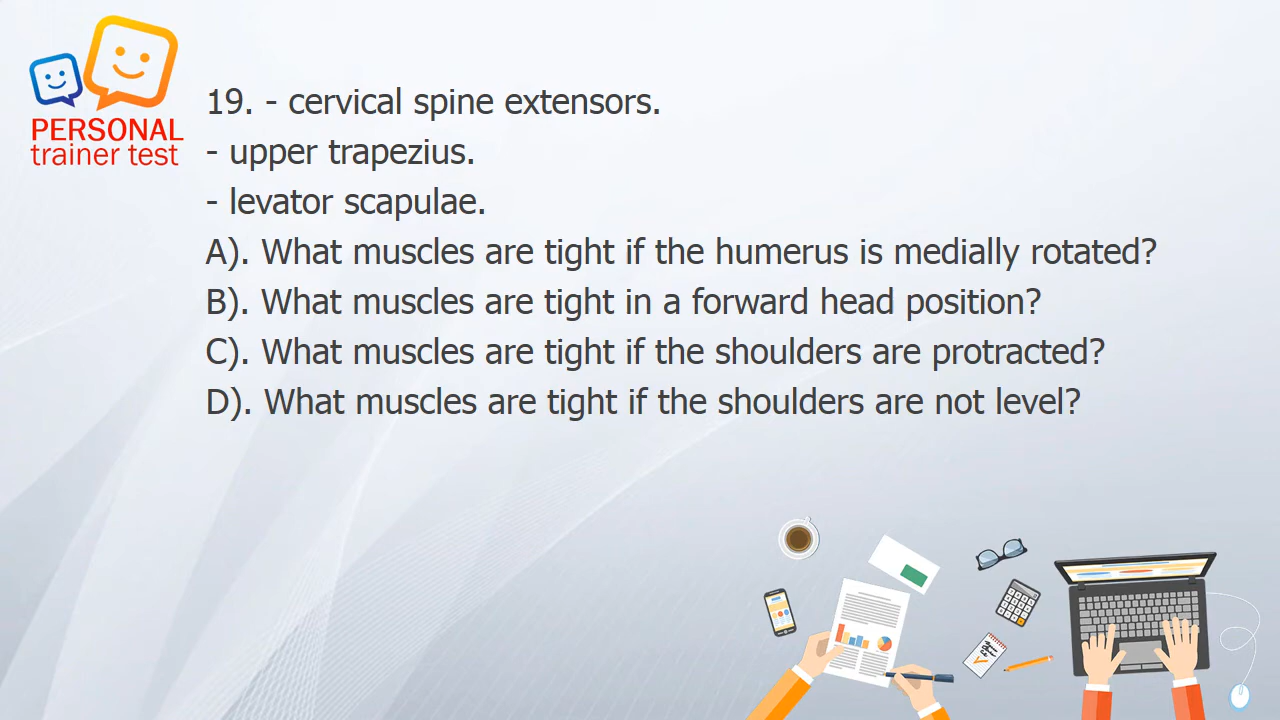 PERSONAL
trainer test
19. - cervical spine extensors.
- upper trapezius.
- levator scapulae.
A). What muscles are tight if the humerus is medially rotated?
B). What muscles are tight in a forward head position?
C). What muscles are tight if the shoulders are protracted?
D). What muscles are tight if the shoulders are not level?